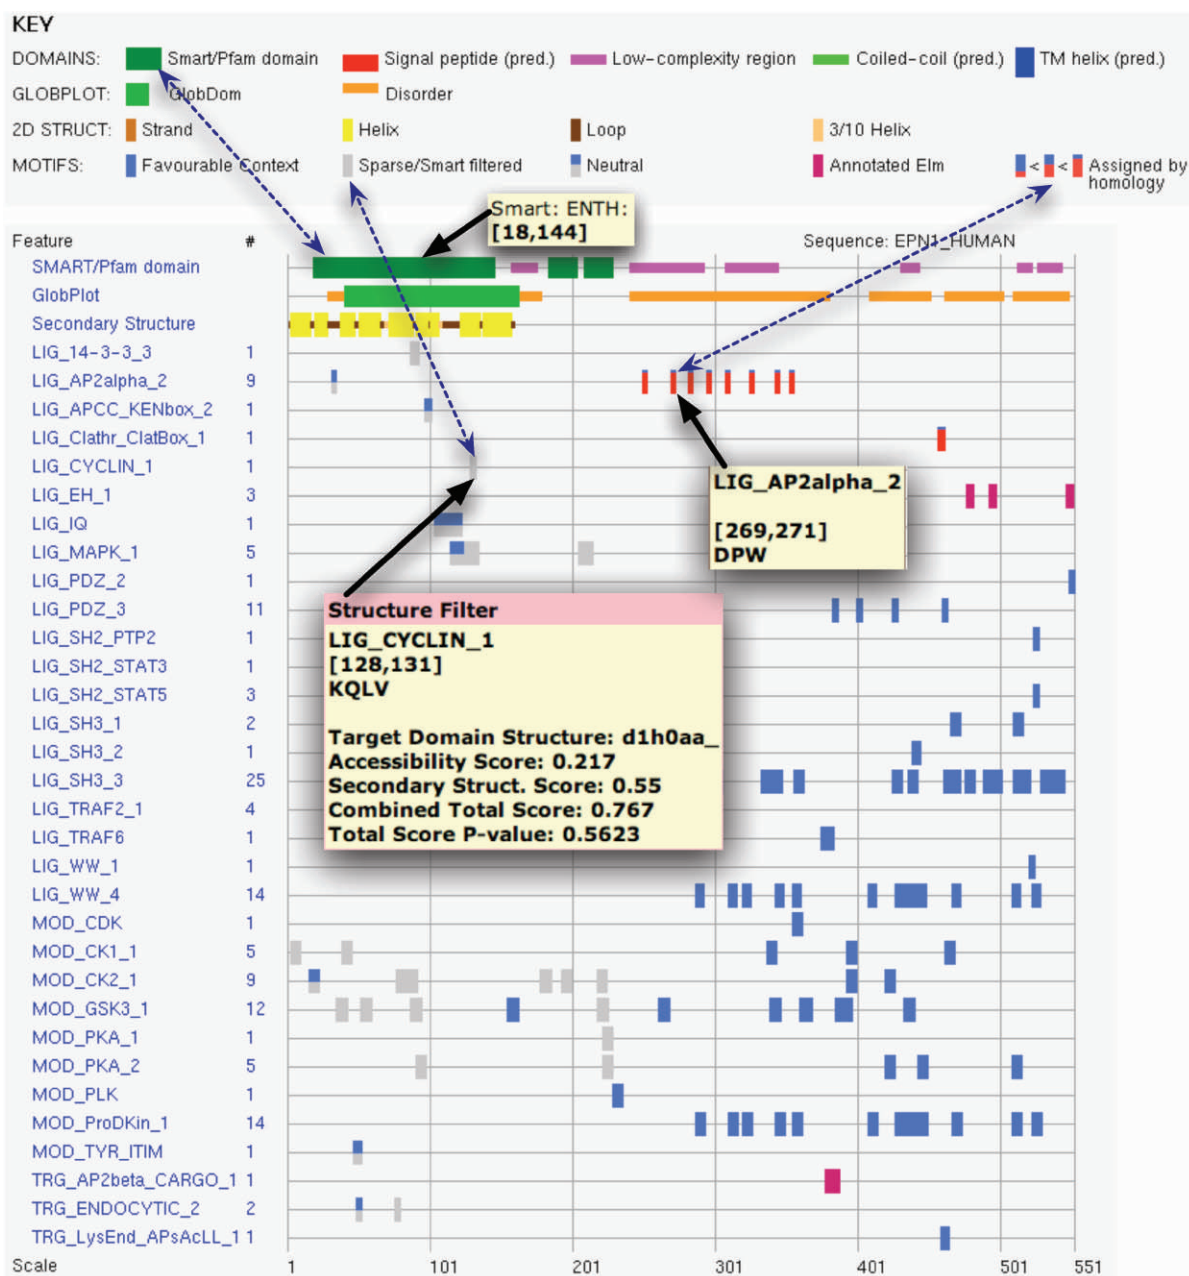 KEY
DOMAINS: Smart/Pfam domain Signal peptide (pred.) Low-complexity region Coiled-coil (pred.) TM helix (pred.)
GLOBPLOT: GlobDom Disorder
2D STRUCT: Strand Helix Loop 3/10 Helix
MOTIFS: Favourable Context Sparse/Smart filtered Neutral Annotated Elm < < Assigned by
homology
Smart: ENTH:
[18,144]
Feature # Sequence: EPN1_HUMAN
SMART/Pfam domain
GlobPlot
Secondary Structure
LIG_14-3-3_3 1
LIG_AP2alpha_2 9
LIG_APCC_KENbox_2 1
LIG_Clathr_ClatBox_1 1
LIG_CYCLIN_1 1
LIG_EH_1 3
LIG_IQ 1
LIG_MAPK_1 5
LIG_PDZ_2 1
LIG_PDZ_3 11
LIG_SH2_PTP2 1
LIG_SH2_STAT3 1
LIG_SH2_STAT5 3
LIG_SH3_1 2
LIG_SH3_2 1
LIG_SH3_3 25
LIG_TRAF2_1 4
LIG_TRAF6 1
LIG_WW_1 1
LIG_WW_4 14
MOD_CDK 1
MOD_CK1_1 5
MOD_CK2_1 9
MOD_GSK3_1 12
MOD_PKA_1 1
MOD_PKA_2 5
MOD_PLK 1
MOD_ProDKin_1 14
MOD_TYR_ITIM 1
TRG_AP2beta_CARGO_1 1
TRG_ENDOCYTIC_2 2
TRG_LysEnd_APsAcLL_1 1
LIG_AP2alpha_2
[269,271]
DPW
Structure Filter
LIG_CYCLIN_1
[128,131]
KQLV
Target Domain Structure: d1h0aa_
Accessibility Score: 0.217
Secondary Struct. Score: 0.55
Combined Total Score: 0.767
Total Score P-value: 0.5623
Scale 1 101 201 301 401 501 551